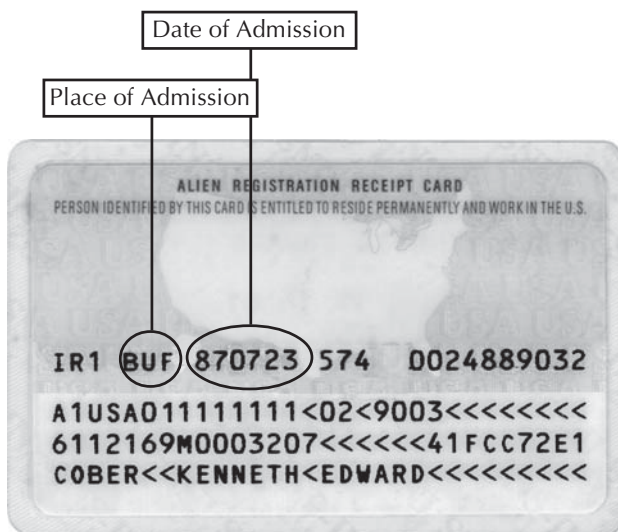 Date of Admission
Place of Admission
ALIEN REGISTRATION RECEIPT CARD
PERSON IDENTIFIED BY THIS CARD IS ENTITLED TO RESIDE PERMANENTLY AND WORK IN THE U.S.
IR1 BUF 870723 574 0024889032
A1USA011111111<02<9003<<<<<<<<
6112169M0003207<<<<<<41FCC72E1
COBER<<KENNETH<EDWARD<<<<<<<<<